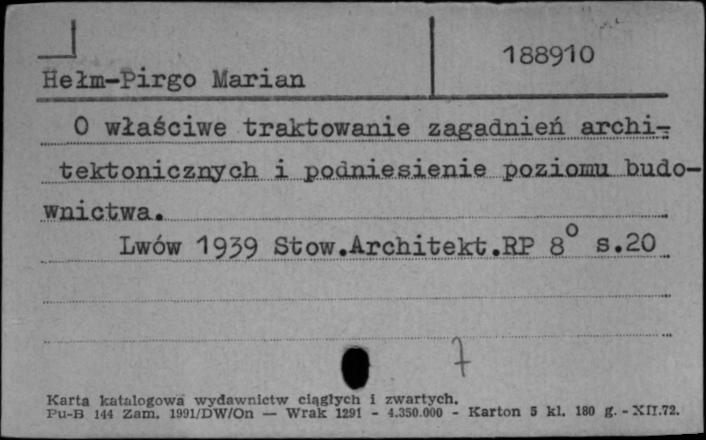 188910
Hełm-Pirgo Marian
O właściwe traktowanie zagadnień archi-
tektonicznych i podniesienie poziomu budo-
wnictwa.
Lwów 1939 Stow.Architekt.RP 8° s.20
7
Karta katalogowa wydawnictw ciągłych i zwartych.
Pu-B 144 Zam. 1991/DW/On — Wrak 1291 - 4.350.000 - Karton 5 kl. 180 g. - XII.72.